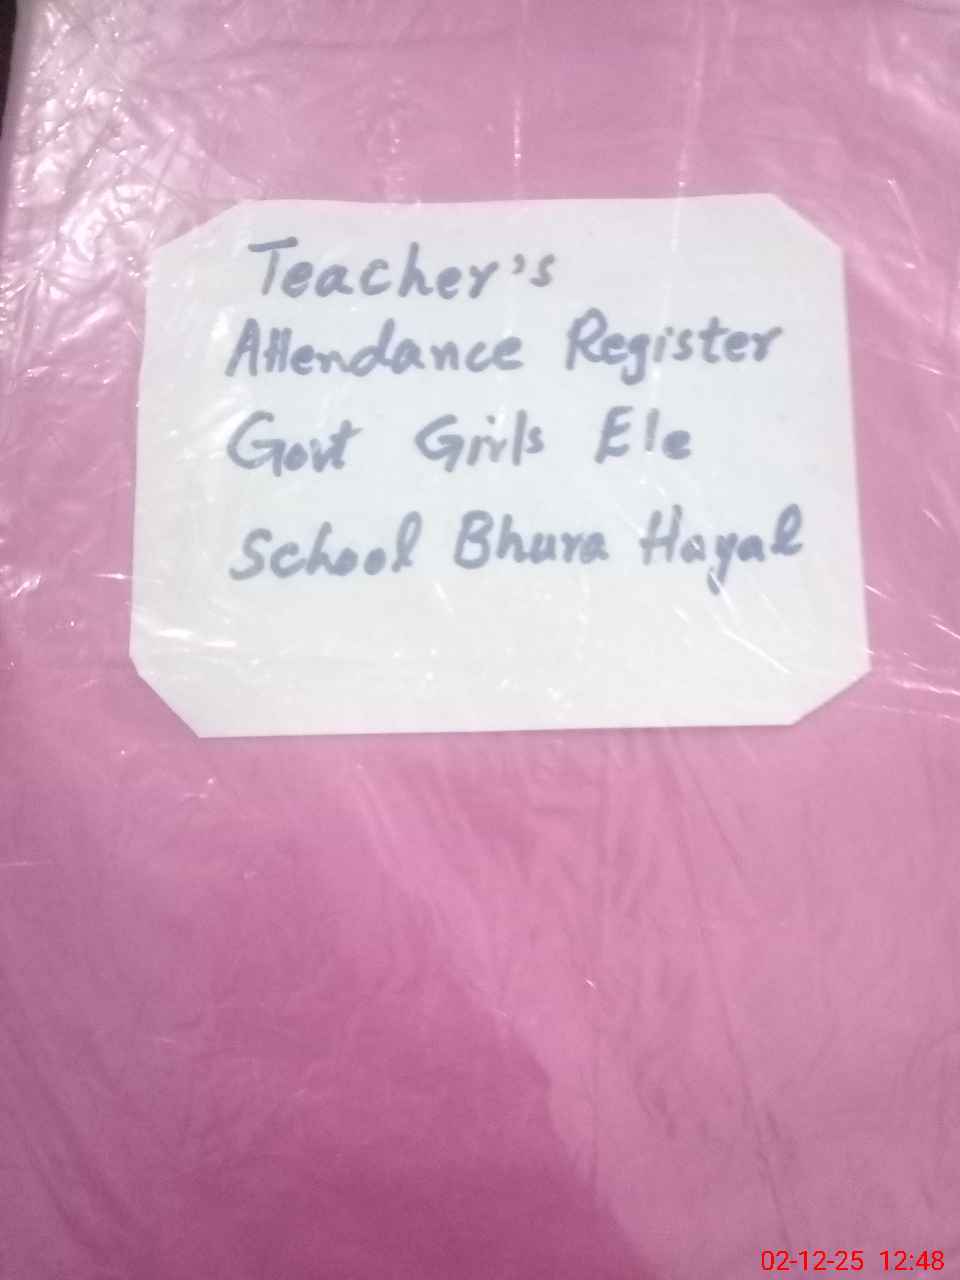 Teacher's
Attendance Register
Govt Girls Ele
School Bhura Hayal
02-12-25 12:48